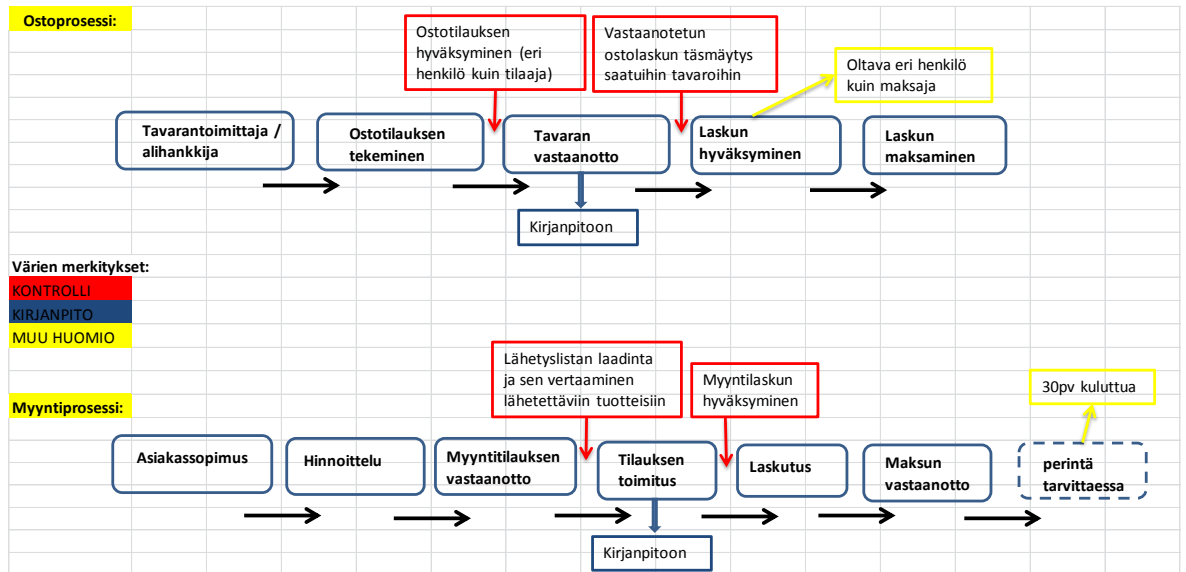 Ostoprosessi:
Ostotilauksen
hyväksyminen (eri
henkilö kuin tilaaja)
Vastaanotetun
ostolaskun täsmäytys
saatuihin tavaroihin
Oltava eri henkilö
kuin maksaja
Tavarantoimittaja /
alihankkija
Ostotilauksen
tekeminen
Tavaran
vastaanotto
Laskun
hyväksyminen
Laskun
maksaminen
Kirjanpitoon
Värien merkitykset:
KONTROLLI
KIRJANPITO
MUU HUOMIO
Lähetyslistan laadinta
ja sen vertaaminen
lähetettäviin tuotteisiin
Myyntilaskun
hyväksyminen
30pv kuluttua
Myyntiprosessi:
Asiakassopimus
Hinnoittelu
Myyntitilauksen
vastaanotto
Tilauksen
toimitus
Laskutus
Maksun
vastaanotto
perintä
tarvittaessa
Kirjanpitoon